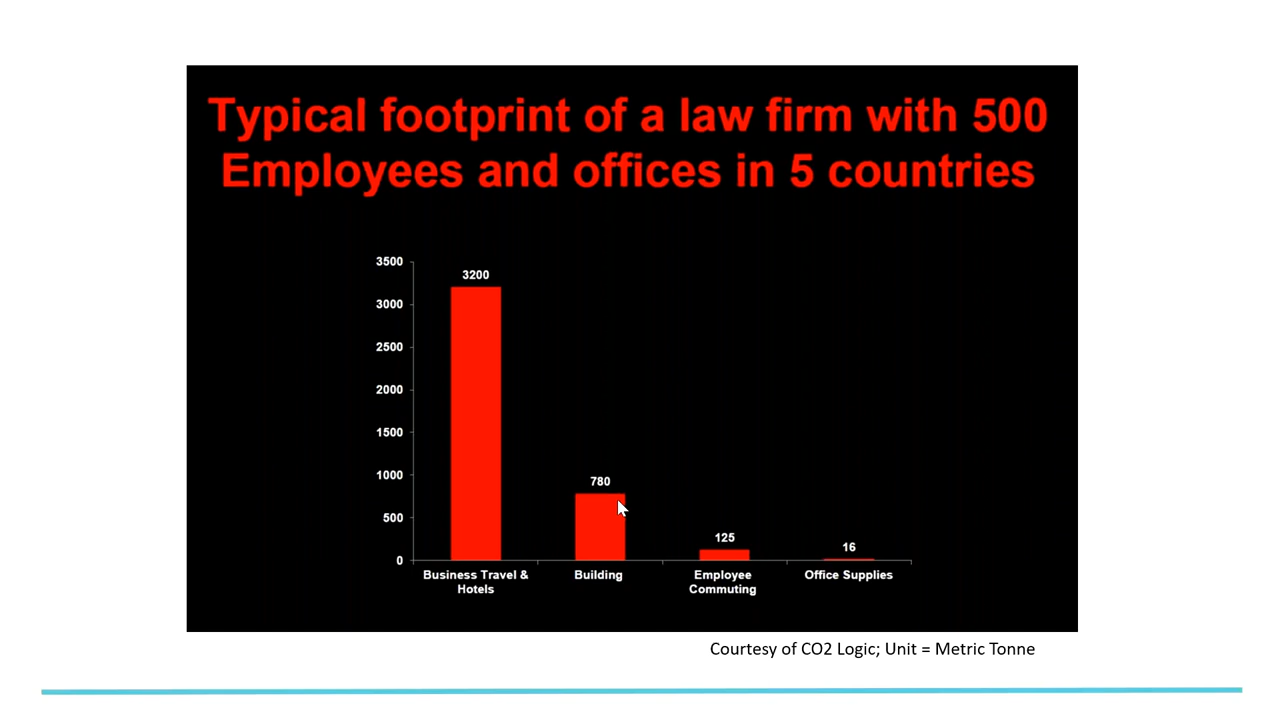 Typical footprint of a law firm with 500
Employees and offices in 5 countries
3500
3000
2500
2000
1500
1000
500
0
3200
780
125
16
Business Travel &
Hotels
Building
Employee
Commuting
Office Supplies
Courtesy of CO2 Logic; Unit = Metric Tonne